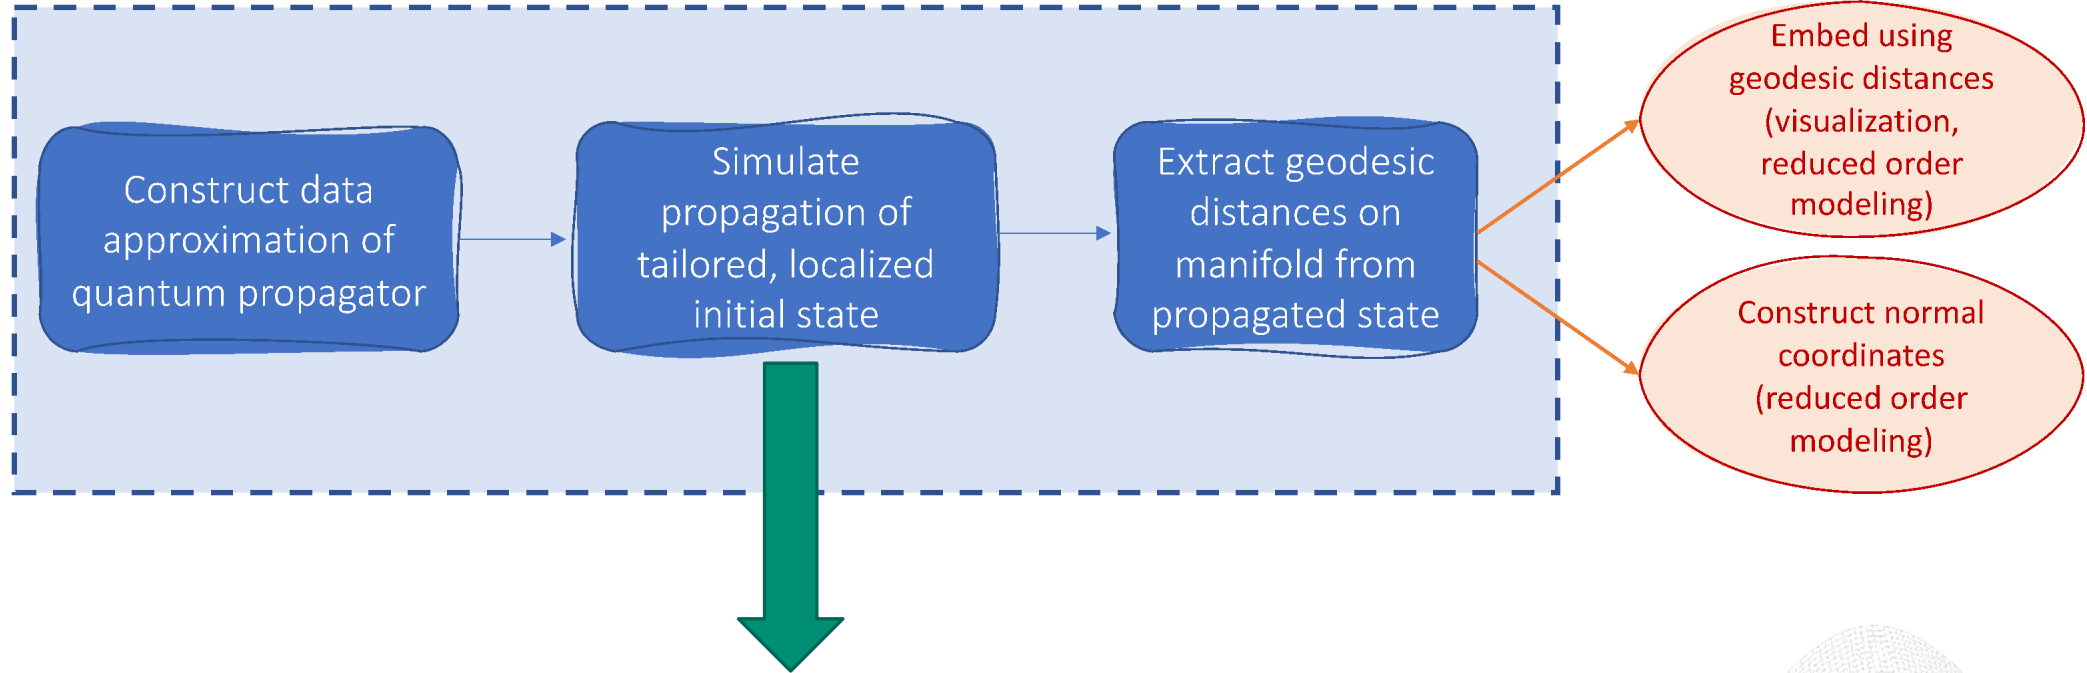 Construct data
approximation of
quantum propagator
Simulate
propagation of
tailored, localized
initial state
Extract geodesic
distances on
manifold from
propagated state
Embed using
geodesic distances
(visualization,
reduced order
modeling)
Construct normal
coordinates
(reduced order
modeling)